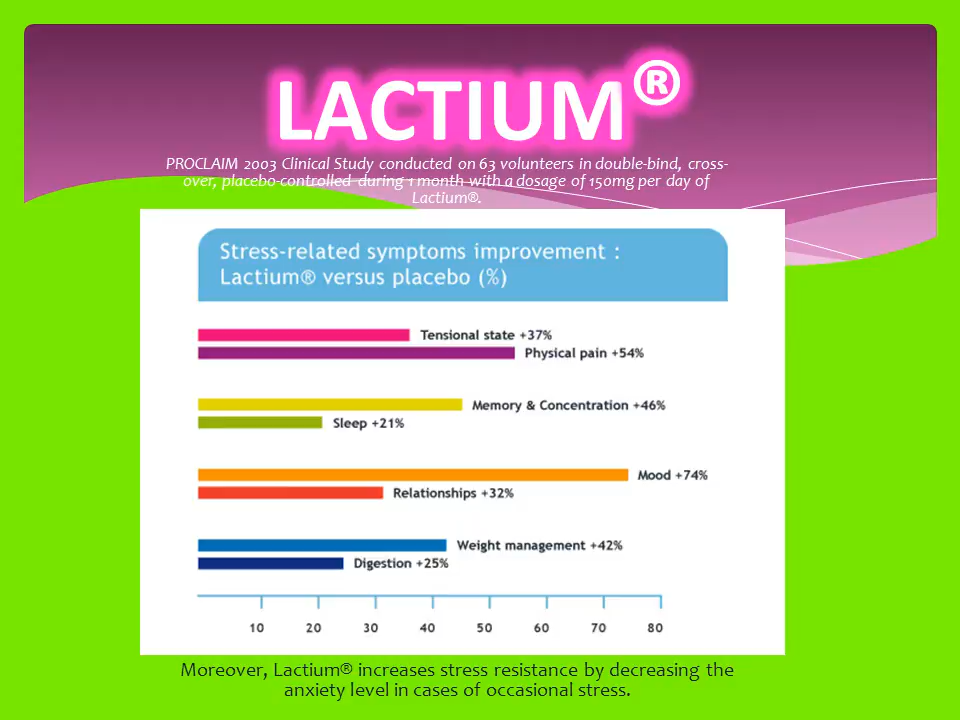 LACTIUM®
PROCLAIM 2003 Clinical Study conducted on 63 volunteers in double-bind, cross-
over, placebo-controlled during 1 month with a dosage of 150mg per day of
Lactium®.
Stress-related symptoms improvement :
Lactium® versus placebo (%)
Tensional state +37%
Physical pain +54%
Memory & Concentration +46%
Sleep +21%
Mood +74%
Relationships +32%
Weight management +42%
Digestion +25%
10 20 30 40 50 60 70 80
Moreover, Lactium® increases stress resistance by decreasing the
anxiety level in cases of occasional stress.